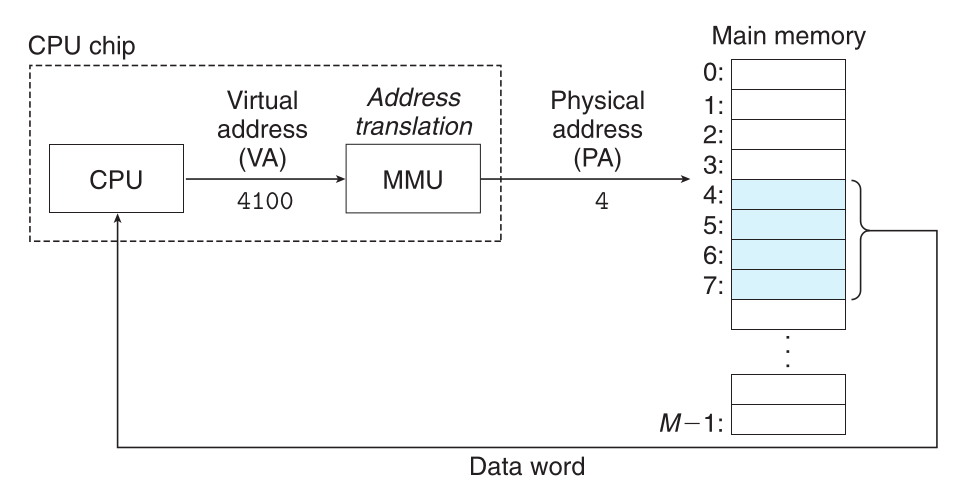 CPU chip
Main memory
Virtual
address
(VA)
4100
Address
translation
CPU
MMU
Physical
address
(PA)
4
0:
1:
2:
3:
4:
5:
6:
7:
M−1:
Data word